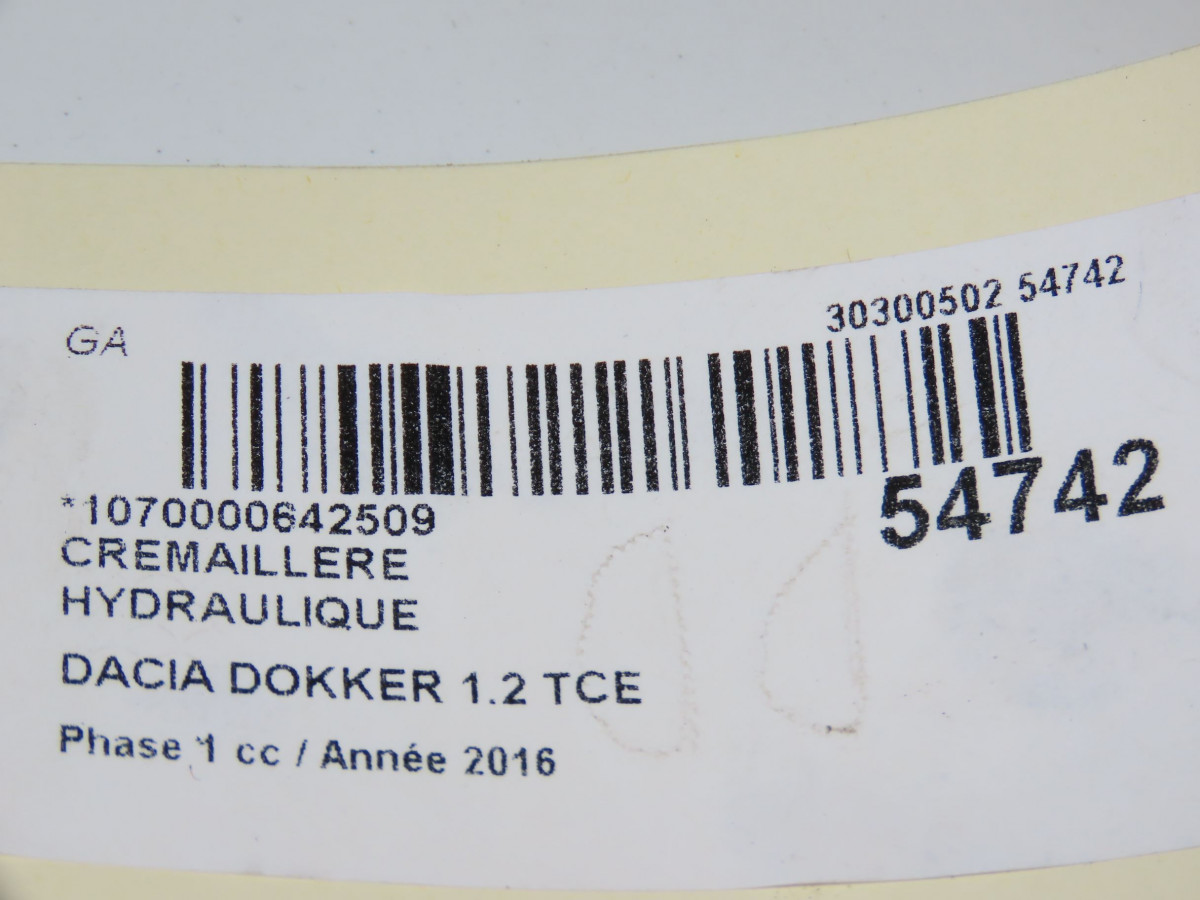 GA
30300502 54742
54742
*1070000642509
CREMAILLERE
HYDRAULIQUE
DACIA DOKKER 1.2 TCE
Phase 1 cc / Année 2016